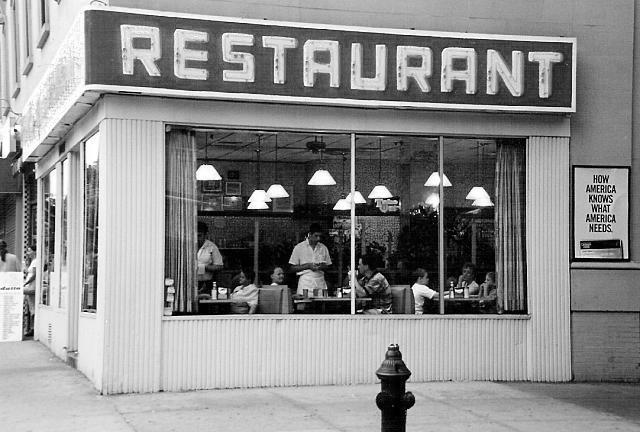 RESTAURANT
HOW
AMERICA
KNOWS
WHAT
AMERICA
NEEDS.